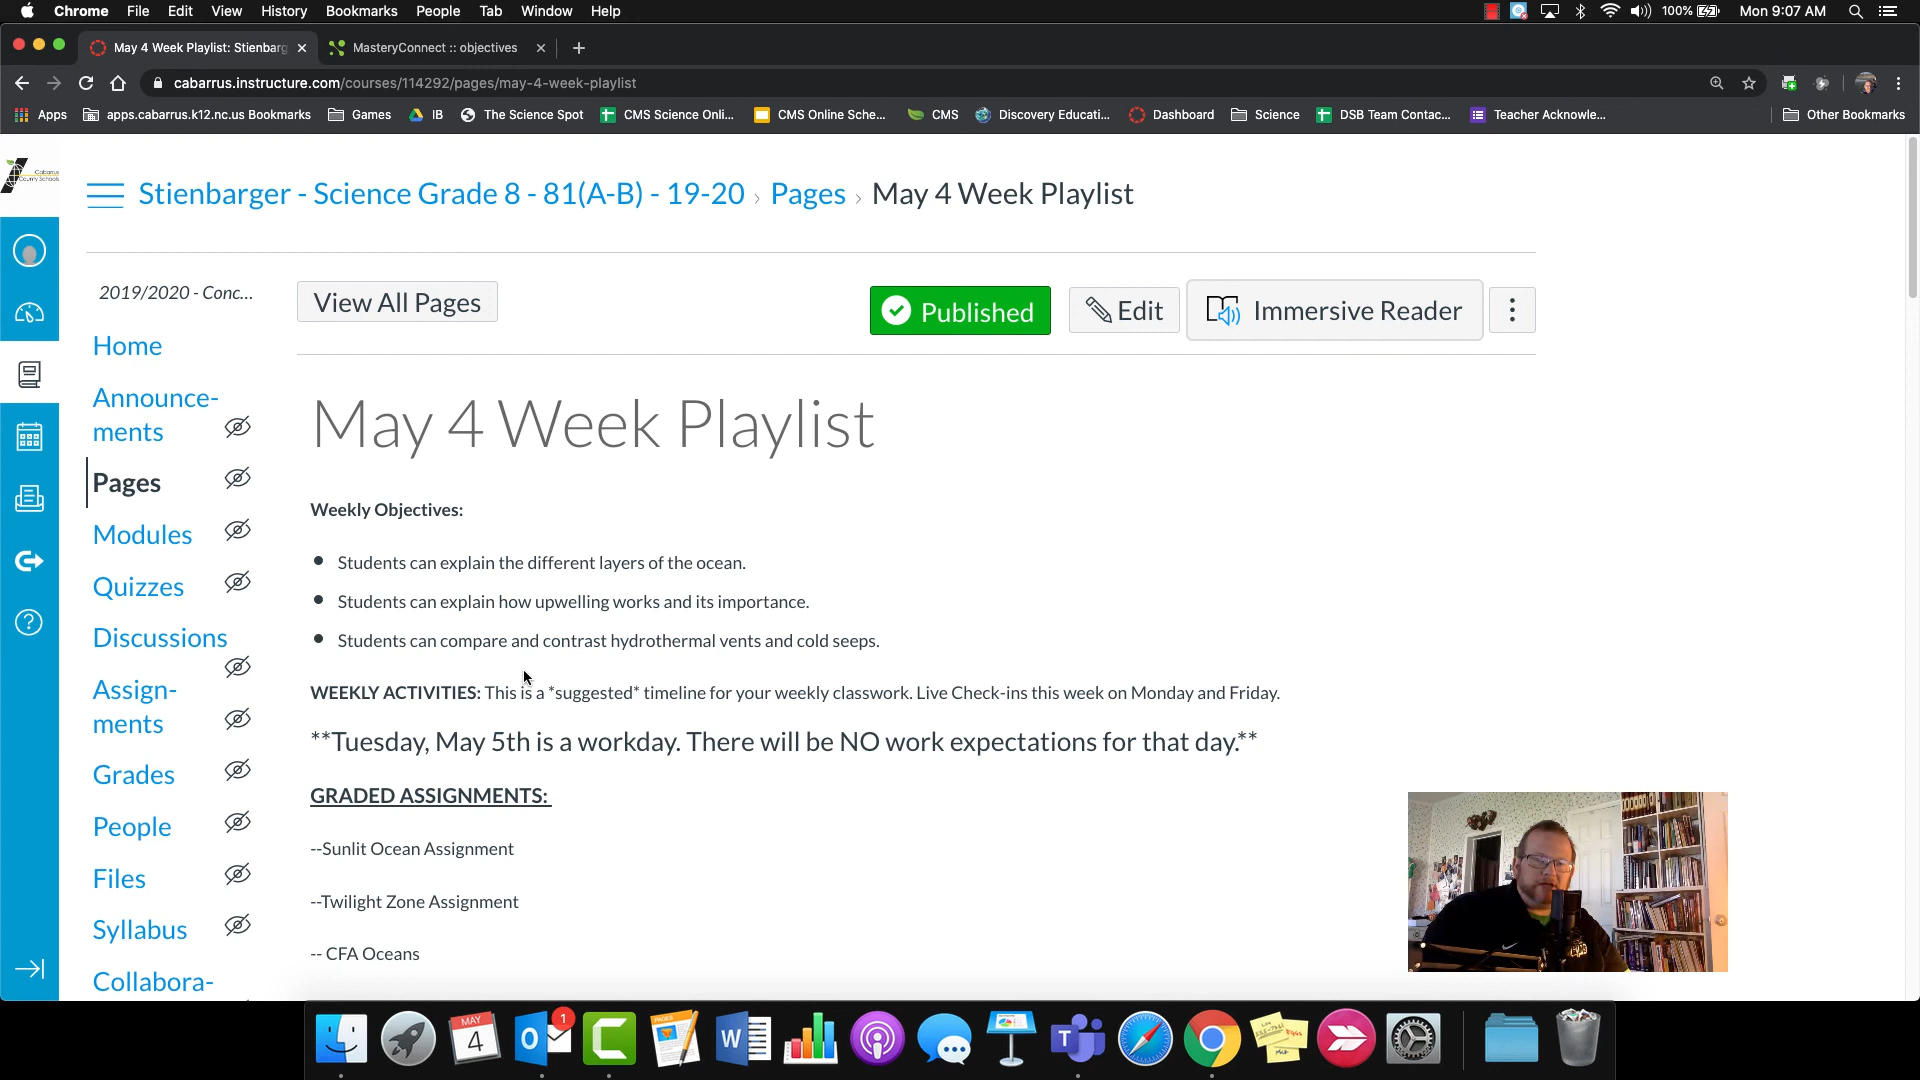 Chrome File Edit View History Bookmarks People Tab Window Help 100% Mon 9:07 AM
May 4 Week Playlist: Stienbarg MasteryConnect :: objectives
cabarrus.instructure.com/courses/114292/pages/may-4-week-playlist
Apps apps.cabarrus.k12.nc.us Bookmarks Games IB The Science Spot CMS Science Onli... CMS Online Sche... CMS Discovery Educati... Dashboard Science DSB Team Contac... Teacher Acknowle... Other Bookmarks
Cabarrus
County Schools
Stienbarger - Science Grade 8 - 81(A-B) - 19-20 › Pages › May 4 Week Playlist
2019/2020 - Conc...
View All Pages
Published
Edit
Immersive Reader
Home
Announce-
ments
Pages
Modules
Quizzes
Discussions
Assign-
ments
Grades
People
Files
Syllabus
Collabora-
May 4 Week Playlist
Weekly Objectives:
Students can explain the different layers of the ocean.
Students can explain how upwelling works and its importance.
Students can compare and contrast hydrothermal vents and cold seeps.
WEEKLY ACTIVITIES: This is a *suggested* timeline for your weekly classwork. Live Check-ins this week on Monday and Friday.
**Tuesday, May 5th is a workday. There will be NO work expectations for that day.**
GRADED ASSIGNMENTS:
--Sunlit Ocean Assignment
--Twilight Zone Assignment
-- CFA Oceans
MAY
4
1
PAGES